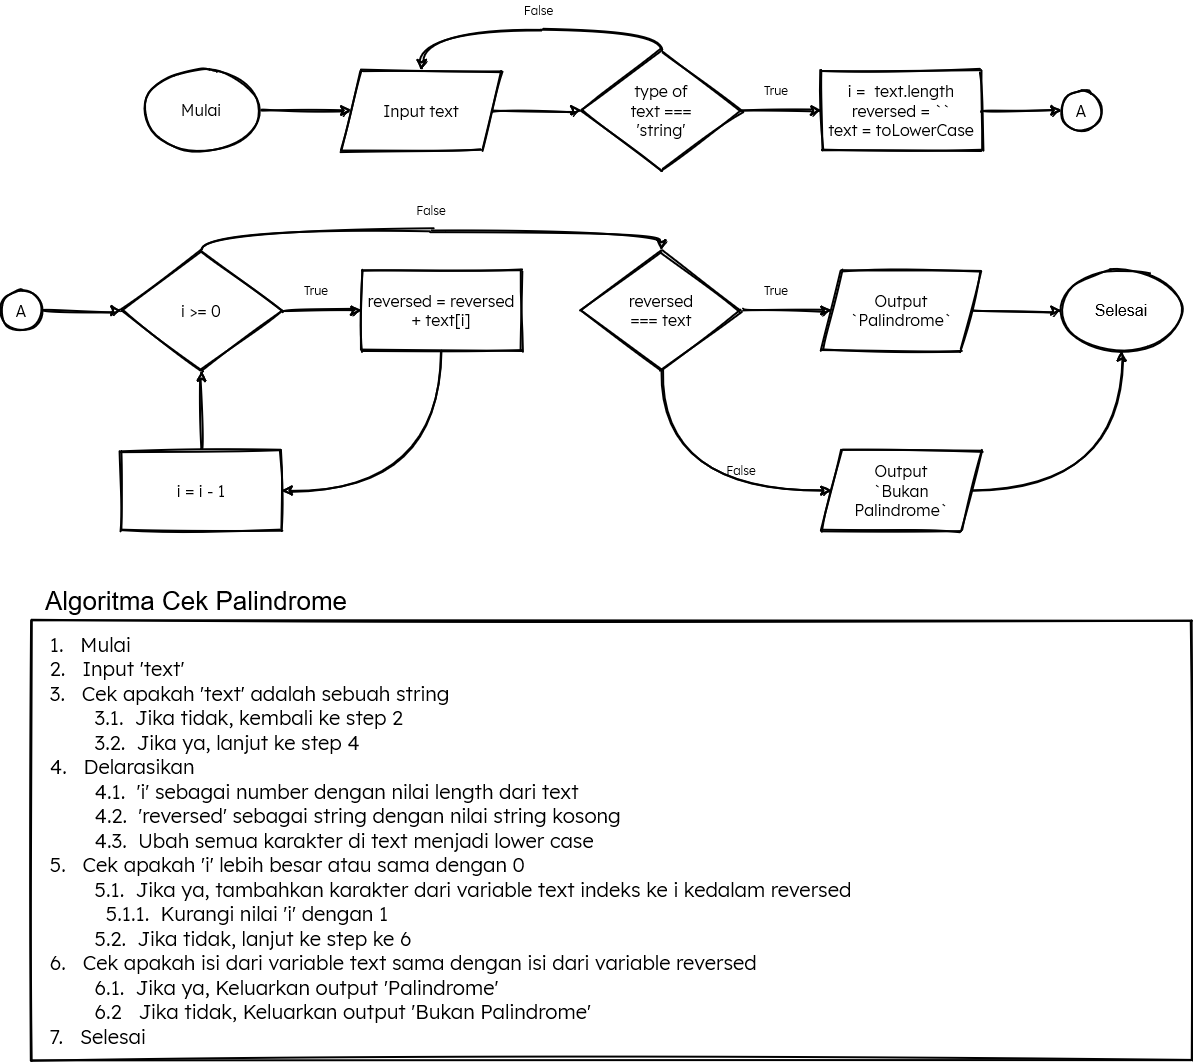 False
Mulai
Input text
type of
text ===
'string'
True
i =  text.length
reversed = ``
text = toLowerCase
A
False
A
i >= 0
True
reversed = reversed
+ text[i]
i = i - 1
reversed
=== text
True
Output
`Palindrome`
Selesai
False
Output
`Bukan
Palindrome`
Algoritma Cek Palindrome
1. Mulai
2. Input 'text'
3. Cek apakah 'text' adalah sebuah string
3.1. Jika tidak, kembali ke step 2
3.2. Jika ya, lanjut ke step 4
4. Delarasikan
4.1. 'i' sebagai number dengan nilai length dari text
4.2. 'reversed' sebagai string dengan nilai string kosong
4.3. Ubah semua karakter di text menjadi lower case
5. Cek apakah 'i' lebih besar atau sama dengan 0
5.1. Jika ya, tambahkan karakter dari variable text indeks ke i kedalam reversed
5.1.1. Kurangi nilai 'i' dengan 1
5.2. Jika tidak, lanjut ke step ke 6
6. Cek apakah isi dari variable text sama dengan isi dari variable reversed
6.1. Jika ya, Keluarkan output 'Palindrome'
6.2 Jika tidak, Keluarkan output 'Bukan Palindrome'
7. Selesai